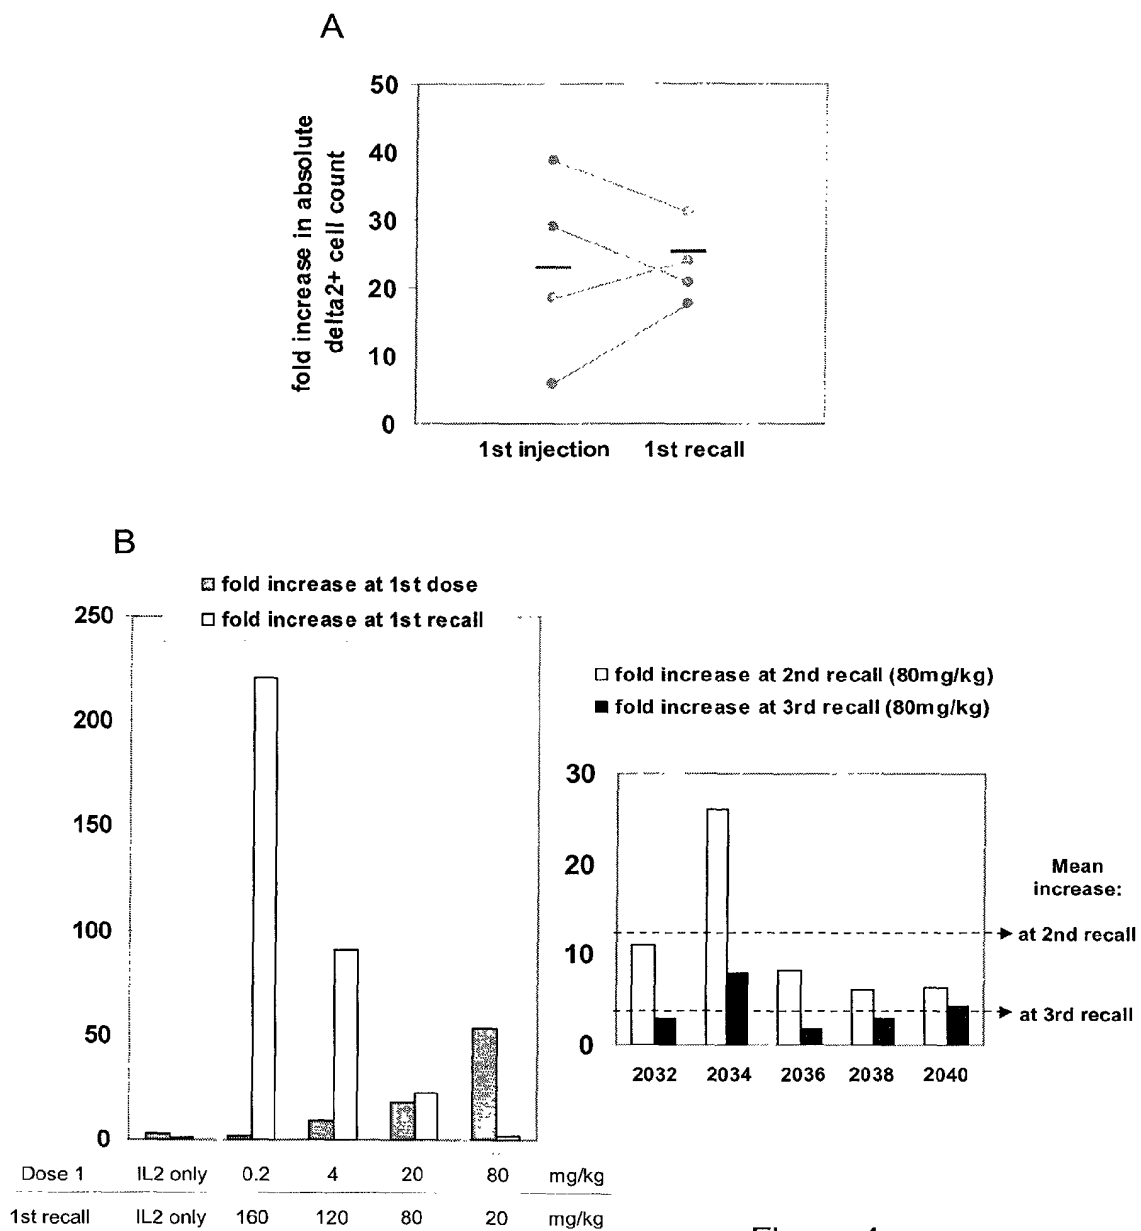 A
fold increase in absolute
delta2+ cell count
50
40
30
20
10
0
1st injection 1st recall
B
fold increase at 1st dose
fold increase at 1st recall
250
200
150
100
50
0
Dose 1 IL2 only 0.2 4 20 80 mg/kg
1st recall IL2 only 160 120 80 20 mg/kg
fold increase at 2nd recall (80mg/kg)
fold increase at 3rd recall (80mg/kg)
30
20
10
0
2032 2034 2036 2038 2040
Mean
increase:
at 2nd recall
at 3rd recall